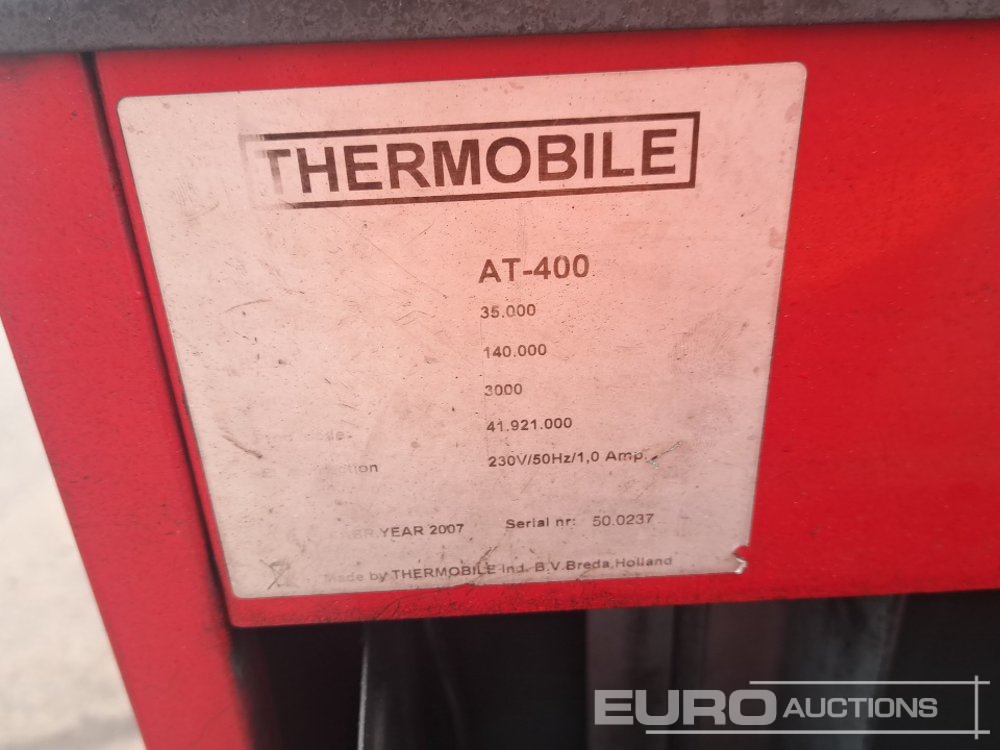 THERMOBILE
AT-400
35.000
140.000
3000
41.921.000
230V/50Hz/1,0 Amp.
YEAR 2007 Serial nr: 50.0237
Made by THERMOBILE Ind. B.V. Breda, Holland
EURO AUCTIONS